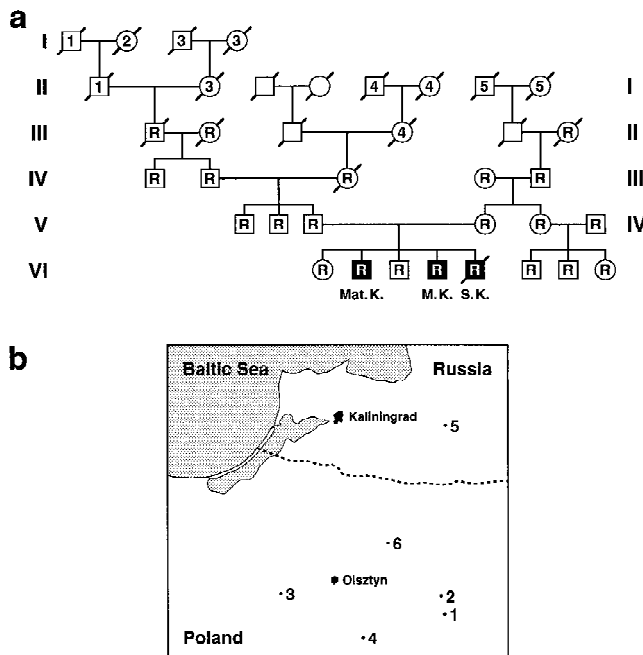 a
I 1 2 3 3
II 1 3 4 4 5 5 I
III R R 4 R II
IV R R R R R III
V R R R R R R IV
VI R R R R R R R R
Mat. K. M. K. S. K.
b
Baltic Sea Russia
Kaliningrad
5
6
Olsztyn
3 2
1
Poland 4